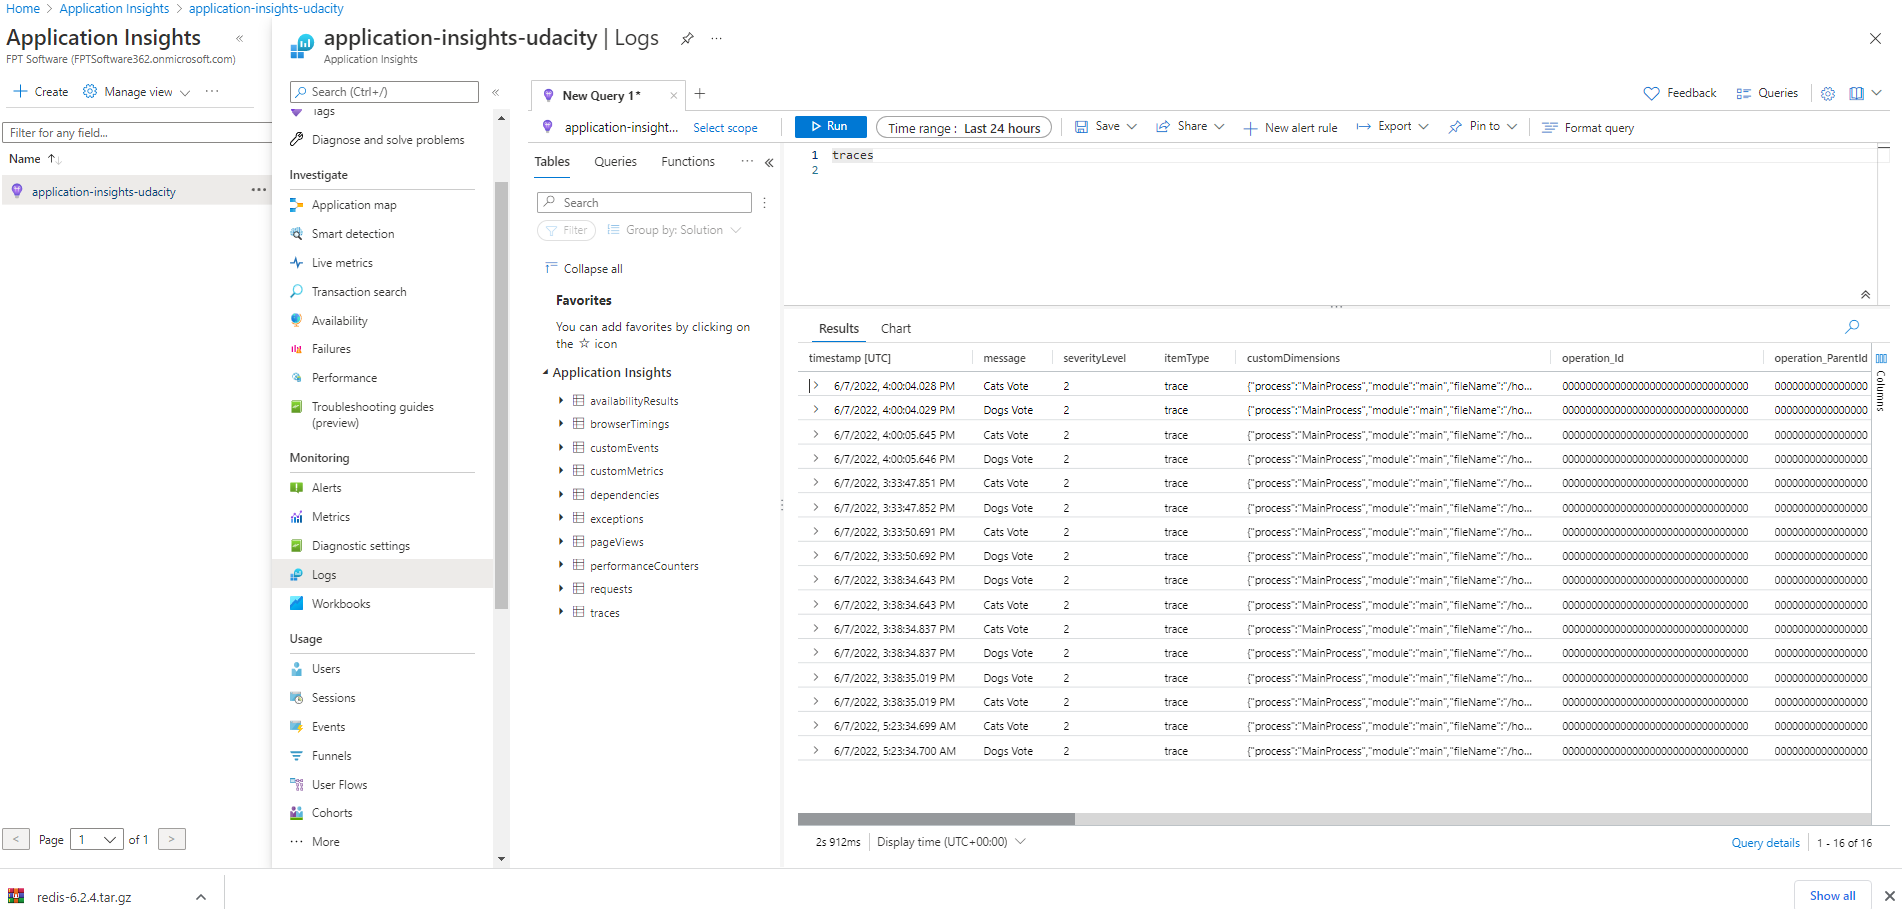 Home > Application Insights > application-insights-udacity
Application Insights
FPT Software (FPTSoftware362.onmicrosoft.com)
Create
Manage view
Filter for any field...
Name
application-insights-udacity
< Page 1 of 1 >
application-insights-udacity | Logs
Application Insights
Search (Ctrl+/)
Tags
Diagnose and solve problems
Investigate
Application map
Smart detection
Live metrics
Transaction search
Availability
Failures
Performance
Troubleshooting guides
(preview)
Monitoring
Alerts
Metrics
Diagnostic settings
Logs
Workbooks
Usage
Users
Sessions
Events
Funnels
User Flows
Cohorts
More
New Query 1*
Feedback
Queries
application-insight...
Select scope
Run
Time range : Last 24 hours
Save
Share
New alert rule
Export
Pin to
Format query
Tables Queries Functions
Search
Filter
Group by: Solution
Collapse all
Favorites
You can add favorites by clicking on
the ☆ icon
Application Insights
availabilityResults
browserTimings
customEvents
customMetrics
dependencies
exceptions
pageViews
performanceCounters
requests
traces
1 traces
2
Results Chart
timestamp [UTC] message severityLevel itemType customDimensions operation_Id operation_ParentId
6/7/2022, 4:00:04.028 PM Cats Vote 2 trace {"process":"MainProcess","module":"main","fileName":"/ho... 00000000000000000000000000000000 0000000000000000
6/7/2022, 4:00:04.029 PM Dogs Vote 2 trace {"process":"MainProcess","module":"main","fileName":"/ho... 00000000000000000000000000000000 0000000000000000
6/7/2022, 4:00:05.645 PM Cats Vote 2 trace {"process":"MainProcess","module":"main","fileName":"/ho... 00000000000000000000000000000000 0000000000000000
6/7/2022, 4:00:05.646 PM Dogs Vote 2 trace {"process":"MainProcess","module":"main","fileName":"/ho... 00000000000000000000000000000000 0000000000000000
6/7/2022, 3:33:47.851 PM Cats Vote 2 trace {"process":"MainProcess","module":"main","fileName":"/ho... 00000000000000000000000000000000 0000000000000000
6/7/2022, 3:33:47.852 PM Dogs Vote 2 trace {"process":"MainProcess","module":"main","fileName":"/ho... 00000000000000000000000000000000 0000000000000000
6/7/2022, 3:33:50.691 PM Cats Vote 2 trace {"process":"MainProcess","module":"main","fileName":"/ho... 00000000000000000000000000000000 0000000000000000
6/7/2022, 3:33:50.692 PM Dogs Vote 2 trace {"process":"MainProcess","module":"main","fileName":"/ho... 00000000000000000000000000000000 0000000000000000
6/7/2022, 3:38:34.643 PM Dogs Vote 2 trace {"process":"MainProcess","module":"main","fileName":"/ho... 00000000000000000000000000000000 0000000000000000
6/7/2022, 3:38:34.643 PM Cats Vote 2 trace {"process":"MainProcess","module":"main","fileName":"/ho... 00000000000000000000000000000000 0000000000000000
6/7/2022, 3:38:34.837 PM Cats Vote 2 trace {"process":"MainProcess","module":"main","fileName":"/ho... 00000000000000000000000000000000 0000000000000000
6/7/2022, 3:38:34.837 PM Dogs Vote 2 trace {"process":"MainProcess","module":"main","fileName":"/ho... 00000000000000000000000000000000 0000000000000000
6/7/2022, 3:38:35.019 PM Dogs Vote 2 trace {"process":"MainProcess","module":"main","fileName":"/ho... 00000000000000000000000000000000 0000000000000000
6/7/2022, 3:38:35.019 PM Cats Vote 2 trace {"process":"MainProcess","module":"main","fileName":"/ho... 00000000000000000000000000000000 0000000000000000
6/7/2022, 5:23:34.699 AM Cats Vote 2 trace {"process":"MainProcess","module":"main","fileName":"/ho... 00000000000000000000000000000000 0000000000000000
6/7/2022, 5:23:34.700 AM Dogs Vote 2 trace {"process":"MainProcess","module":"main","fileName":"/ho... 00000000000000000000000000000000 0000000000000000
Columns
2s 912ms Display time (UTC+00:00)
Query details 1 - 16 of 16
redis-6.2.4.tar.gz
Show all